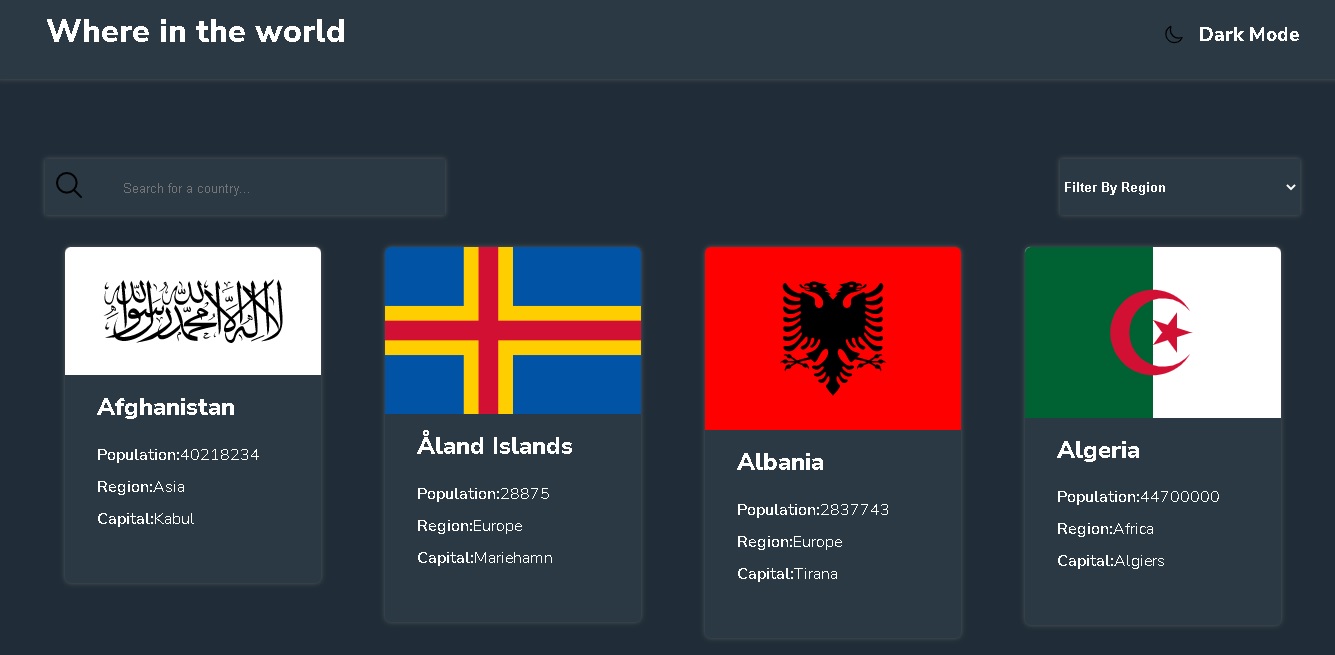 Where in the world
Dark Mode
Search for a country...
Filter By Region
لا إله إلا الله محمد رسول الله
Afghanistan
Population:40218234
Region:Asia
Capital:Kabul
Åland Islands
Population:28875
Region:Europe
Capital:Mariehamn
Albania
Population:2837743
Region:Europe
Capital:Tirana
Algeria
Population:44700000
Region:Africa
Capital:Algiers